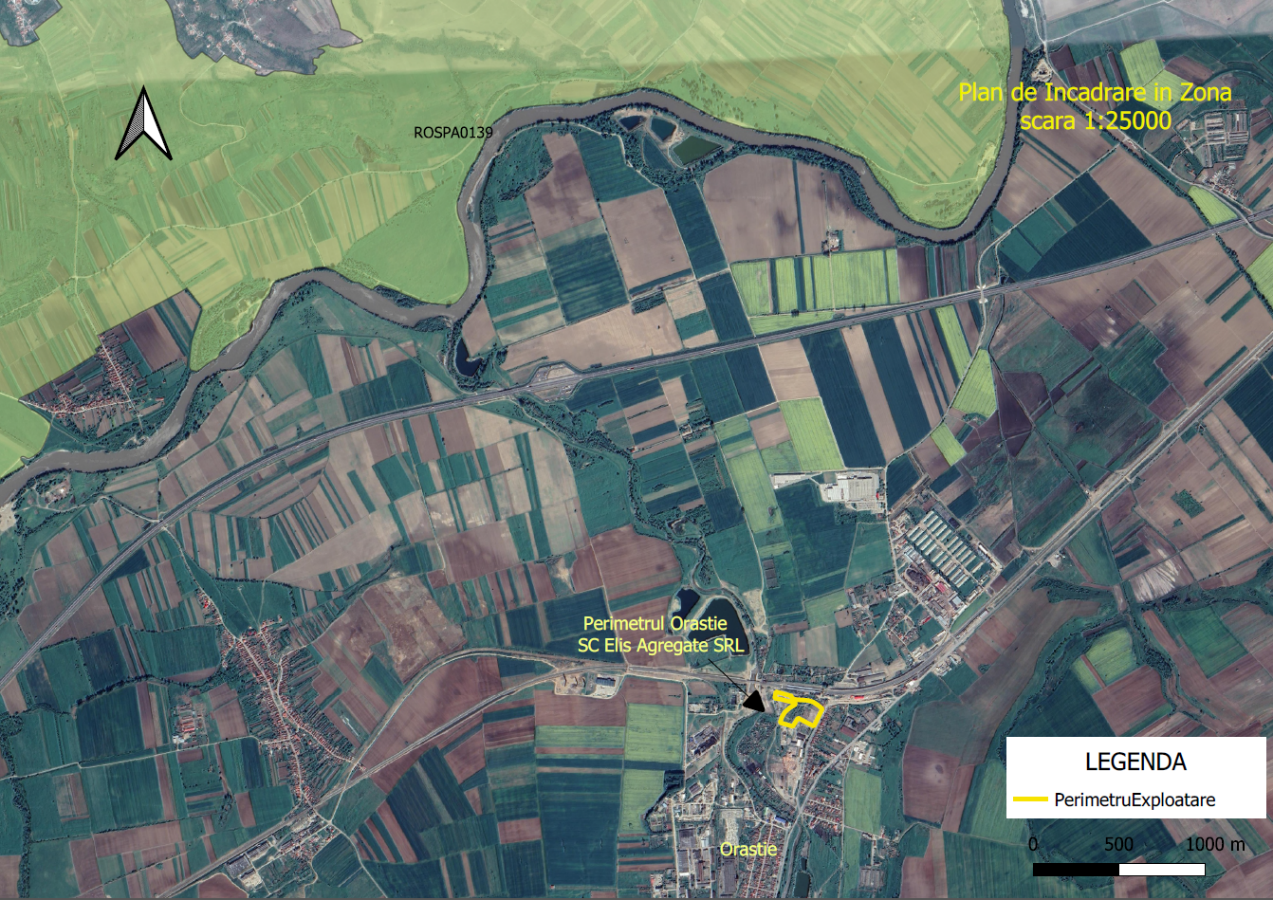 Plan de Incadrare in Zona
scara 1:25000
ROSPA0139
Perimetrul Orastie
SC Elis Agregate SRL
Orastie
LEGENDA
PerimetruExploatare
0 500 1000 m